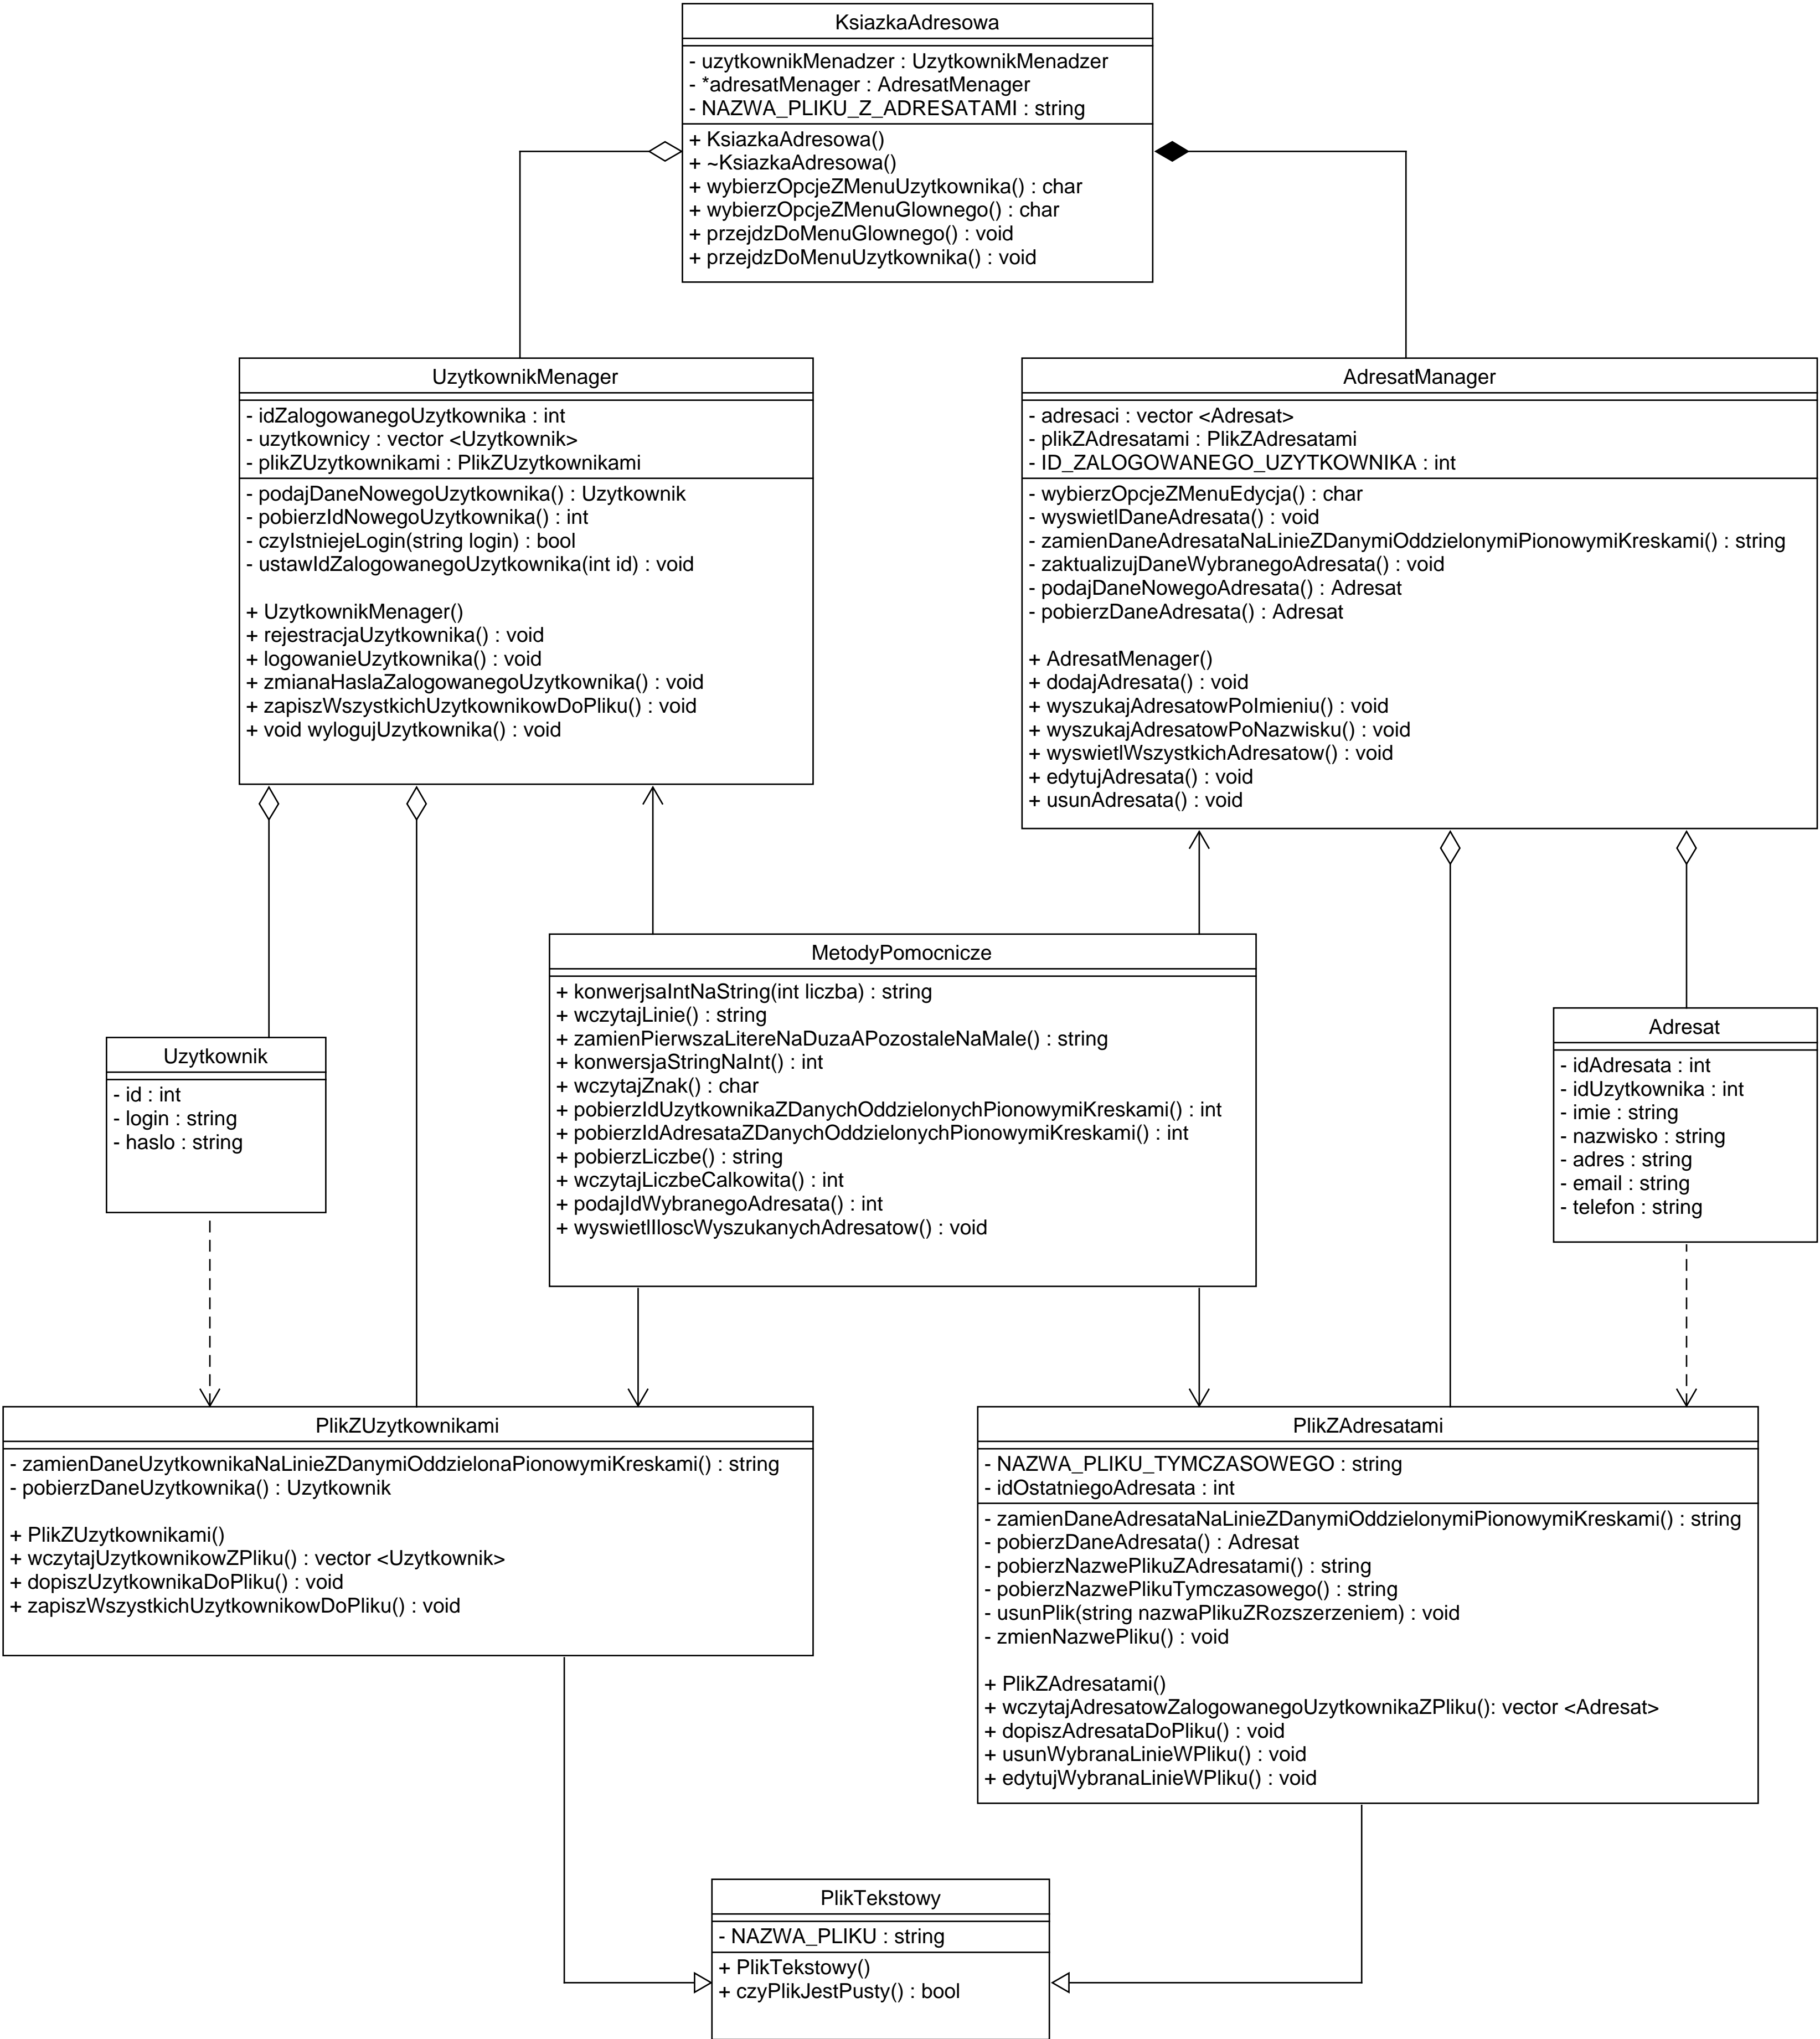 KsiazkaAdresowa
- uzytkownikMenadzer : UzytkownikMenadzer
- *adresatMenager : AdresatMenager
- NAZWA_PLIKU_Z_ADRESATAMI : string
+ KsiazkaAdresowa()
+ ~KsiazkaAdresowa()
+ wybierzOpcjeZMenuUzytkownika() : char
+ wybierzOpcjeZMenuGlownego() : char
+ przejdzDoMenuGlownego() : void
+ przejdzDoMenuUzytkownika() : void
UzytkownikMenager
- idZalogowanegoUzytkownika : int
- uzytkownicy : vector <Uzytkownik>
- plikZUzytkownikami : PlikZUzytkownikami
- podajDaneNowegoUzytkownika() : Uzytkownik
- pobierzIdNowegoUzytkownika() : int
- czyIstniejeLogin(string login) : bool
- ustawIdZalogowanegoUzytkownika(int id) : void
+ UzytkownikMenager()
+ rejestracjaUzytkownika() : void
+ logowanieUzytkownika() : void
+ zmianaHaslaZalogowanegoUzytkownika() : void
+ zapiszWszystkichUzytkownikowDoPliku() : void
+ void wylogujUzytkownika() : void
AdresatManager
- adresaci : vector <Adresat>
- plikZAdresatami : PlikZAdresatami
- ID_ZALOGOWANEGO_UZYTKOWNIKA : int
- wybierzOpcjeZMenuEdycja() : char
- wyswietlDaneAdresata() : void
- zamienDaneAdresataNaLinieZDanymiOddzielonymiPionowymiKreskami() : string
- zaktualizujDaneWybranegoAdresata() : void
- podajDaneNowegoAdresata() : Adresat
- pobierzDaneAdresata() : Adresat
+ AdresatMenager()
+ dodajAdresata() : void
+ wyszukajAdresatowPoImieniu() : void
+ wyszukajAdresatowPoNazwisku() : void
+ wyswietlWszystkichAdresatow() : void
+ edytujAdresata() : void
+ usunAdresata() : void
MetodyPomocnicze
+ konwerjsaIntNaString(int liczba) : string
+ wczytajLinie() : string
+ zamienPierwszaLitereNaDuzaAPozostaleNaMale() : string
+ konwersjaStringNaInt() : int
+ wczytajZnak() : char
+ pobierzIdUzytkownikaZDanychOddzielonychPionowymiKreskami() : int
+ pobierzIdAdresataZDanychOddzielonychPionowymiKreskami() : int
+ pobierzLiczbe() : string
+ wczytajLiczbeCalkowita() : int
+ podajIdWybranegoAdresata() : int
+ wyswietlIloscWyszukanychAdresatow() : void
Uzytkownik
- id : int
- login : string
- haslo : string
Adresat
- idAdresata : int
- idUzytkownika : int
- imie : string
- nazwisko : string
- adres : string
- email : string
- telefon : string
PlikZUzytkownikami
- zamienDaneUzytkownikaNaLinieZDanymiOddzielonaPionowymiKreskami() : string
- pobierzDaneUzytkownika() : Uzytkownik
+ PlikZUzytkownikami()
+ wczytajUzytkownikowZPliku() : vector <Uzytkownik>
+ dopiszUzytkownikaDoPliku() : void
+ zapiszWszystkichUzytkownikowDoPliku() : void
PlikZAdresatami
- NAZWA_PLIKU_TYMCZASOWEGO : string
- idOstatniegoAdresata : int
- zamienDaneAdresataNaLinieZDanymiOddzielonymiPionowymiKreskami() : string
- pobierzDaneAdresata() : Adresat
- pobierzNazwePlikuZAdresatami() : string
- pobierzNazwePlikuTymczasowego() : string
- usunPlik(string nazwaPlikuZRozszerzeniem) : void
- zmienNazwePliku() : void
+ PlikZAdresatami()
+ wczytajAdresatowZalogowanegoUzytkownikaZPliku(): vector <Adresat>
+ dopiszAdresataDoPliku() : void
+ usunWybranaLinieWPliku() : void
+ edytujWybranaLinieWPliku() : void
PlikTekstowy
- NAZWA_PLIKU : string
+ PlikTekstowy()
+ czyPlikJestPusty() : bool